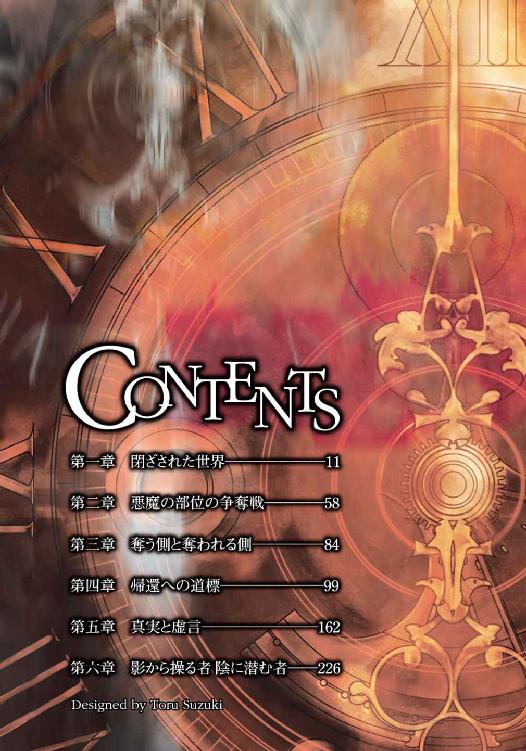 CONTENTS
第一章 閉ざされた世界 11
第二章 悪魔の部位の争奪戦 58
第三章 奪う側と奪われる側 84
第四章 帰還への道標 99
第五章 真実と虚言 162
第六章 影から操る者 陰に潜む者 226
Designed by Toru Suzuki